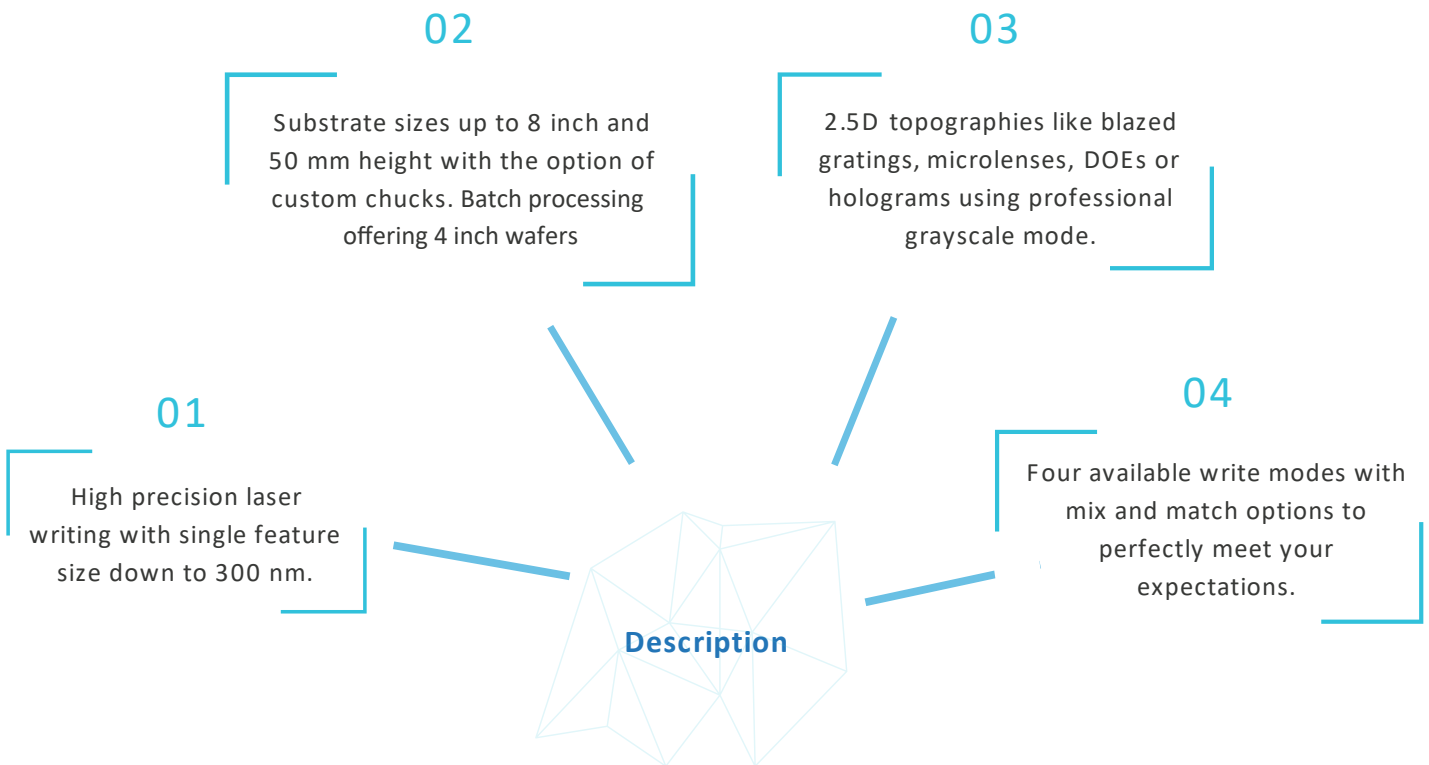 01
High precision laser
writing with single feature
size down to 300 nm.
02
Substrate sizes up to 8 inch and
50 mm height with the option of
custom chucks. Batch processing
offering 4 inch wafers
03
2.5D topographies like blazed
gratings, microlenses, DOEs or
holograms using professional
grayscale mode.
04
Four available write modes with
mix and match options to
perfectly meet your
expectations.
Description